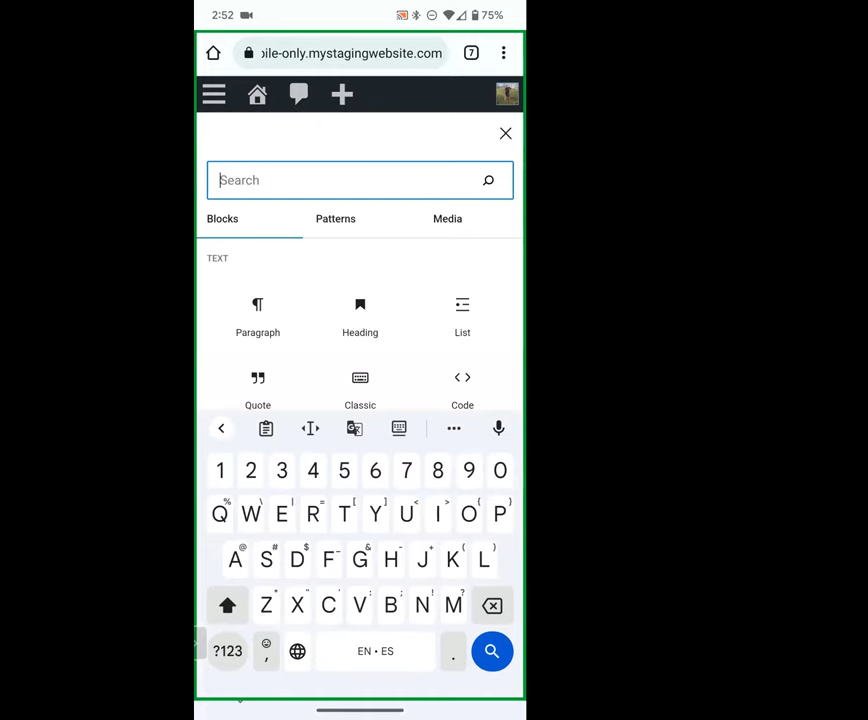 2:52 75%
ile-only.mystagingwebsite.com 7
Search
Blocks Patterns Media
TEXT
Paragraph Heading List
Quote Classic Code
1 2 3 4 5 6 7 8 9 0
Q % W \ E | R = T [ Y ] U < I > O { P }
A @ S # D $ F _ G & H - J + K ( L )
Z * X " C ' V : B ; N ! M ?
?123 , EN • ES .